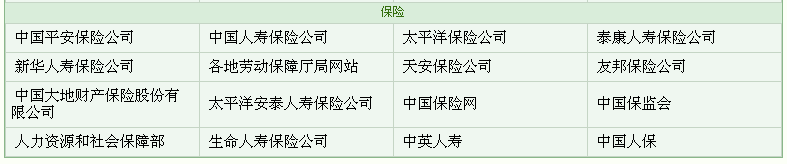 保险
中国平安保险公司 中国人寿保险公司 太平洋保险公司 泰康人寿保险公司
新华人寿保险公司 各地劳动保障厅局网站 天安保险公司 友邦保险公司
中国大地财产保险股份有
限公司 太平洋安泰人寿保险公司 中国保险网 中国保监会
人力资源和社会保障部 生命人寿保险公司 中英人寿 中国人保